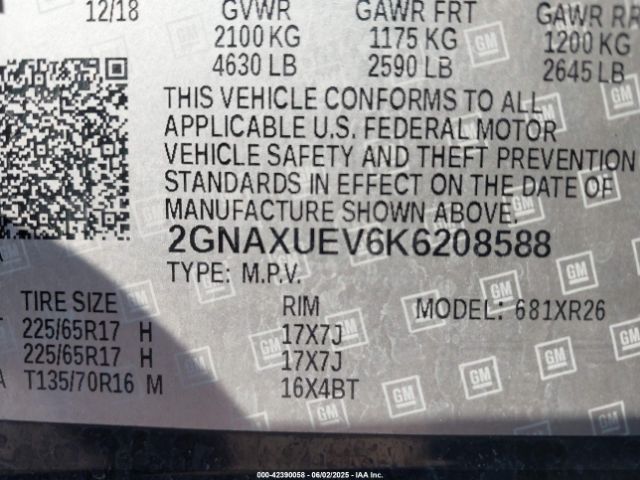 12/18 GVWR GAWR FRT GAWR RR
2100 KG 1175 KG 1200 KG
4630 LB 2590 LB 2645 LB
THIS VEHICLE CONFORMS TO ALL
APPLICABLE U.S. FEDERAL MOTOR
VEHICLE SAFETY AND THEFT PREVENTION
STANDARDS IN EFFECT ON THE DATE OF
MANUFACTURE SHOWN ABOVE.
2GNAXUEV6K6208588
TYPE: M.P.V.
TIRE SIZE RIM MODEL: 681XR26
225/65R17 H 17X7J
225/65R17 H 17X7J
T135/70R16 M 16X4BT
GM
000-42390058 - 06/02/2025 - IAA Inc.